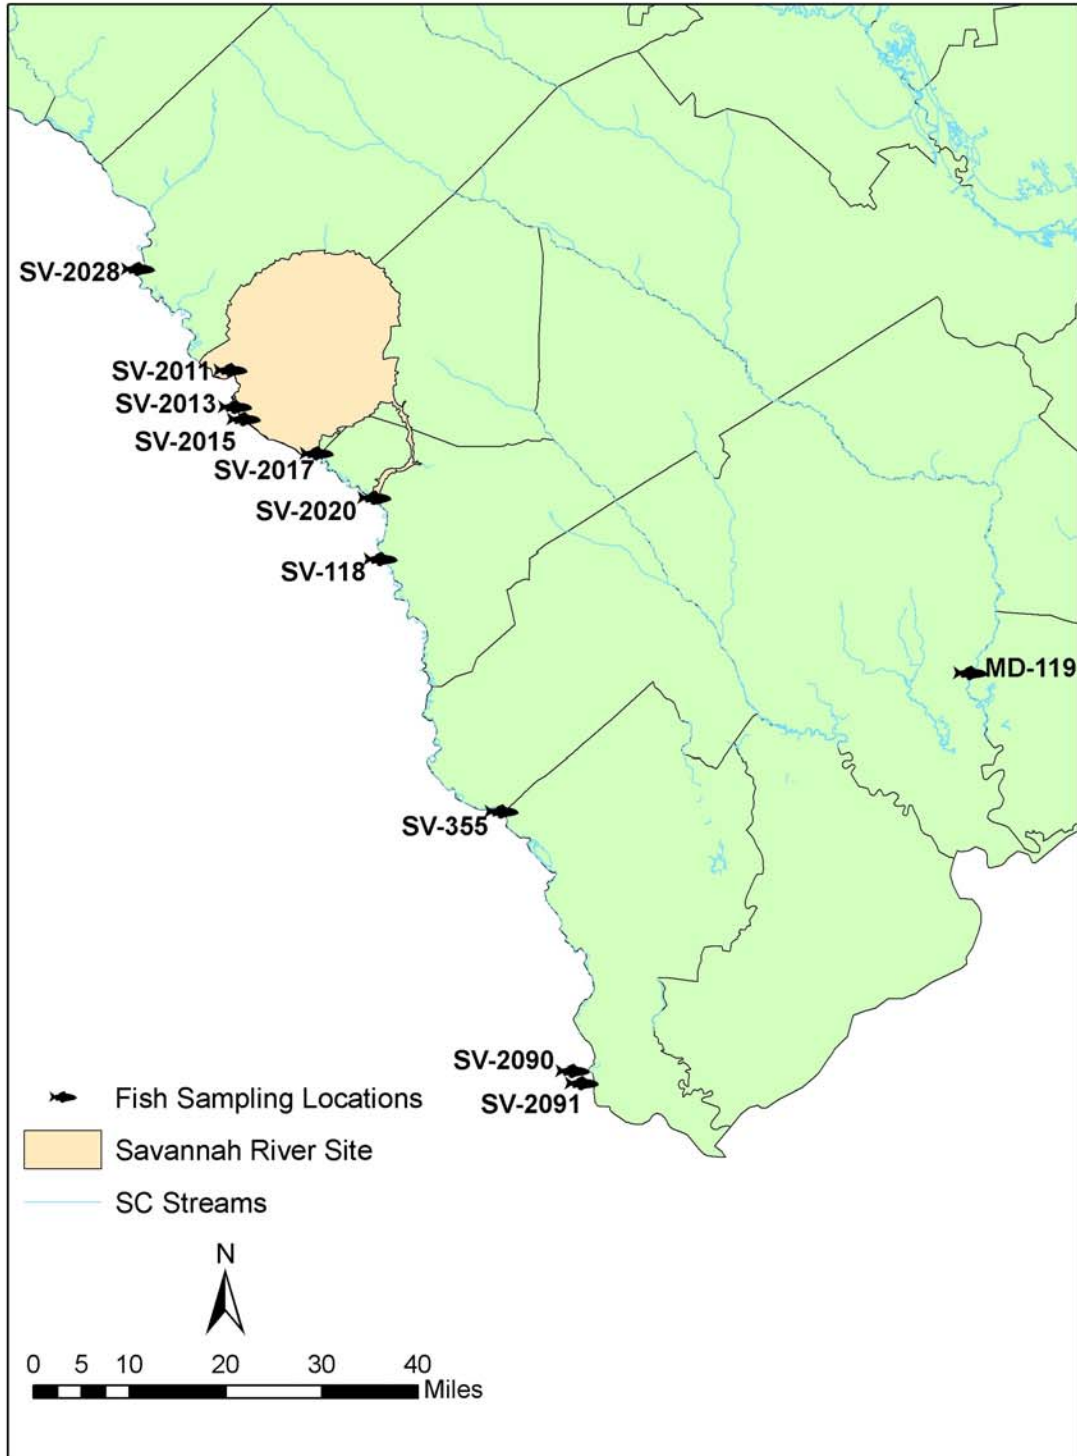 SV-2028
SV-2011
SV-2013
SV-2015
SV-2017
SV-2020
SV-118
MD-119
SV-355
SV-2090
SV-2091
Fish Sampling Locations
Savannah River Site
SC Streams
N
0 5 10 20 30 40
Miles